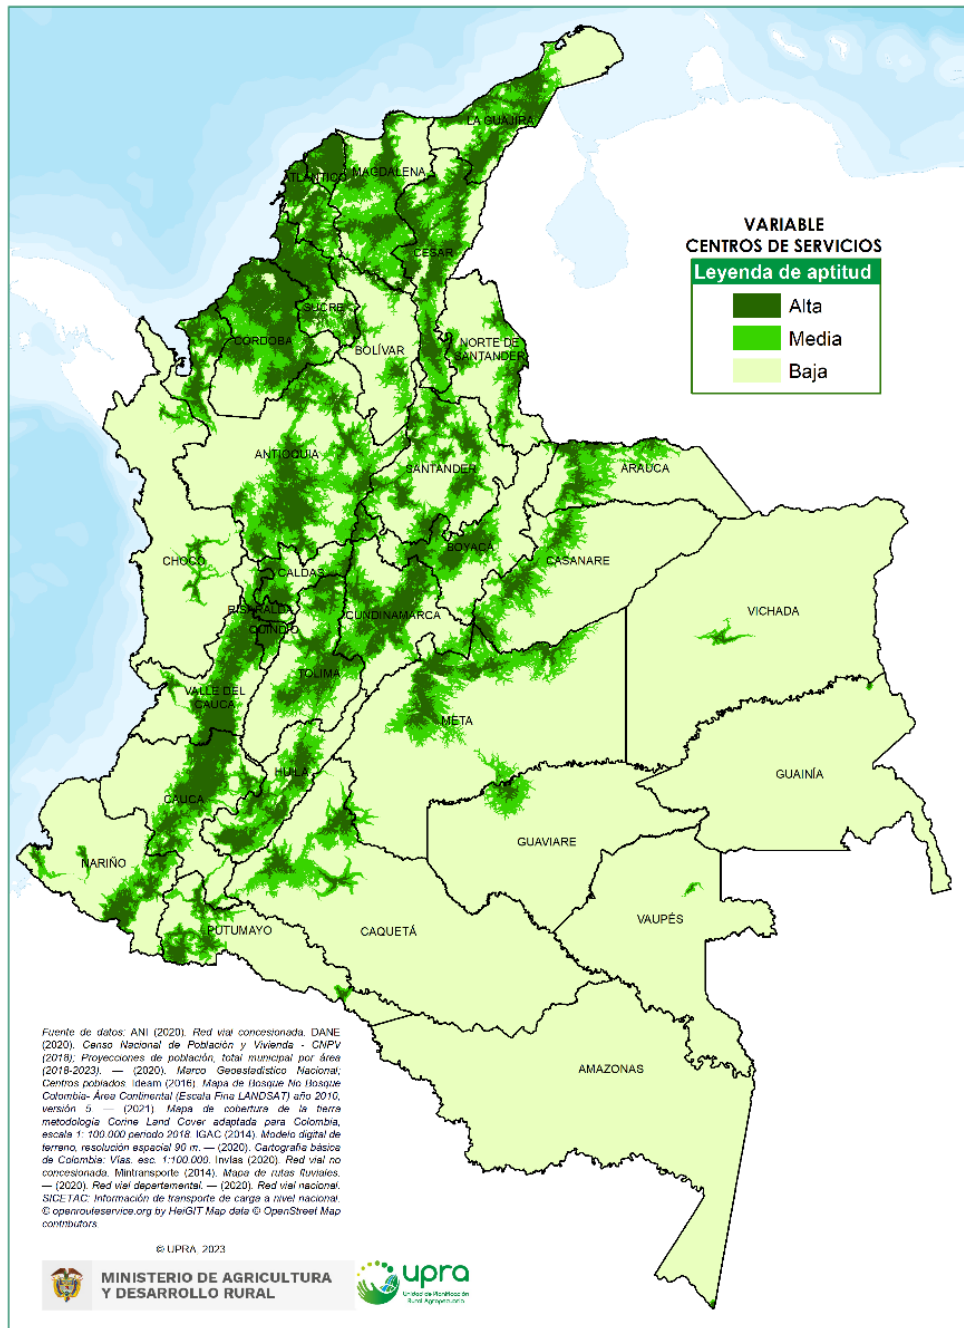 VARIABLE
CENTROS DE SERVICIOS
Leyenda de aptitud
Alta
Media
Baja
LA GUAJIRA
ATLÁNTICO
MAGDALENA
CESAR
SUCRE
CÓRDOBA
BOLÍVAR
NORTE DE
SANTANDER
ANTIOQUIA
SANTANDER
ARAUCA
CHOCÓ
BOYACÁ
CASANARE
CALDAS
RISARALDA
CUNDINAMARCA
QUINDÍO
VICHADA
TOLIMA
VALLE DEL
CAUCA
META
HUILA
GUAINÍA
CAUCA
GUAVIARE
NARIÑO
VAUPÉS
PUTUMAYO
CAQUETÁ
AMAZONAS
Fuente de datos: ANI (2020). Red vial concesionada. DANE
(2020). Censo Nacional de Población y Vivienda - CNPV
(2018); Proyecciones de población, total municipal por área
(2018-2023). — (2020). Marco Geoestadístico Nacional;
Centros poblados. Ideam (2016). Mapa de Bosque No Bosque
Colombia- Área Continental (Escala Fina LANDSAT) año 2010,
versión 5. — (2021). Mapa de cobertura de la tierra
metodología Corine Land Cover adaptada para Colombia,
escala 1: 100.000 periodo 2018. IGAC (2014). Modelo digital de
terreno, resolución espacial 90 m. — (2020). Cartografía básica
de Colombia: Vías. esc. 1:100.000. Invías (2020). Red vial no
concesionada. Mintransporte (2014). Mapa de rutas fluviales.
— (2020). Red vial departamental. — (2020). Red vial nacional.
SICETAC: Información de transporte de carga a nivel nacional.
© openrouteservice.org by HeiGIT Map data © OpenStreet Map
contributors
© UPRA, 2023
MINISTERIO DE AGRICULTURA
Y DESARROLLO RURAL
upra
Unidad de Planificación
Rural Agropecuaria